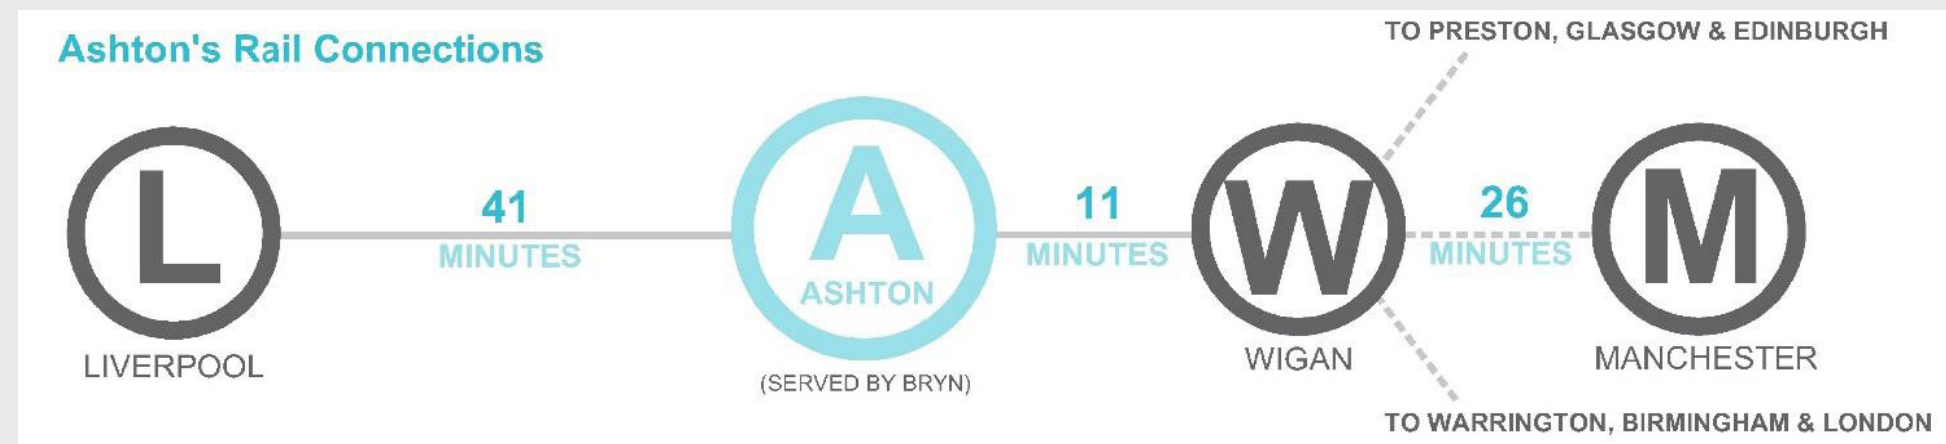 Ashton's Rail Connections
TO PRESTON, GLASGOW & EDINBURGH
L
LIVERPOOL
41
MINUTES
A
ASHTON
(SERVED BY BRYN)
11
MINUTES
W
WIGAN
26
MINUTES
M
MANCHESTER
TO WARRINGTON, BIRMINGHAM & LONDON